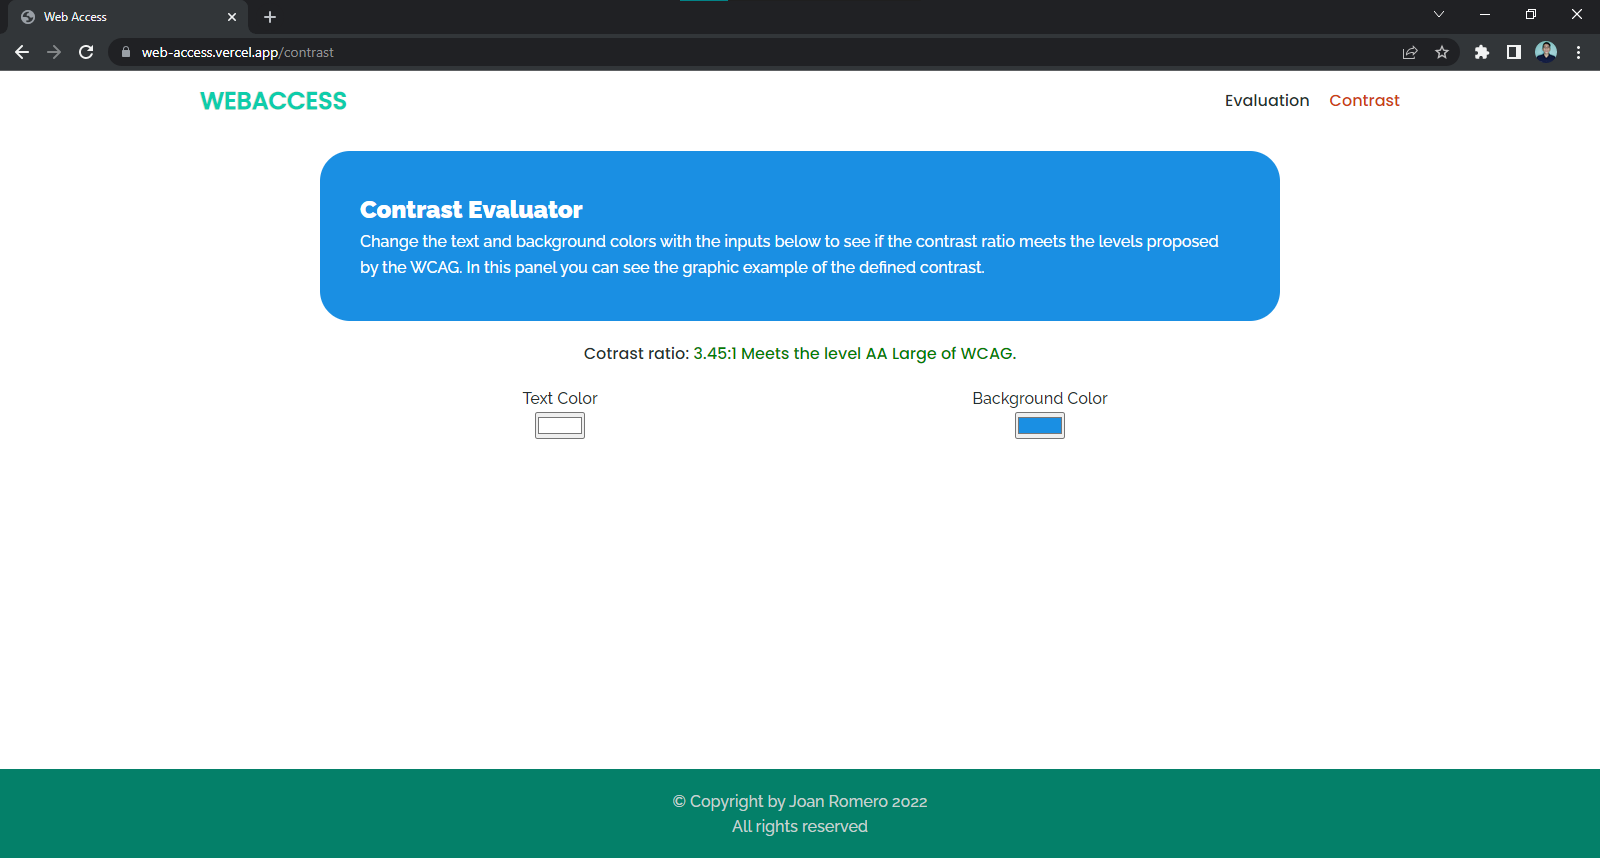 Web Access
web-access.vercel.app/contrast
WEBACCESS
Evaluation
Contrast
Contrast Evaluator
Change the text and background colors with the inputs below to see if the contrast ratio meets the levels proposed
by the WCAG. In this panel you can see the graphic example of the defined contrast.
Cotrast ratio: 3.45:1 Meets the level AA Large of WCAG.
Text Color
Background Color
© Copyright by Joan Romero 2022
All rights reserved